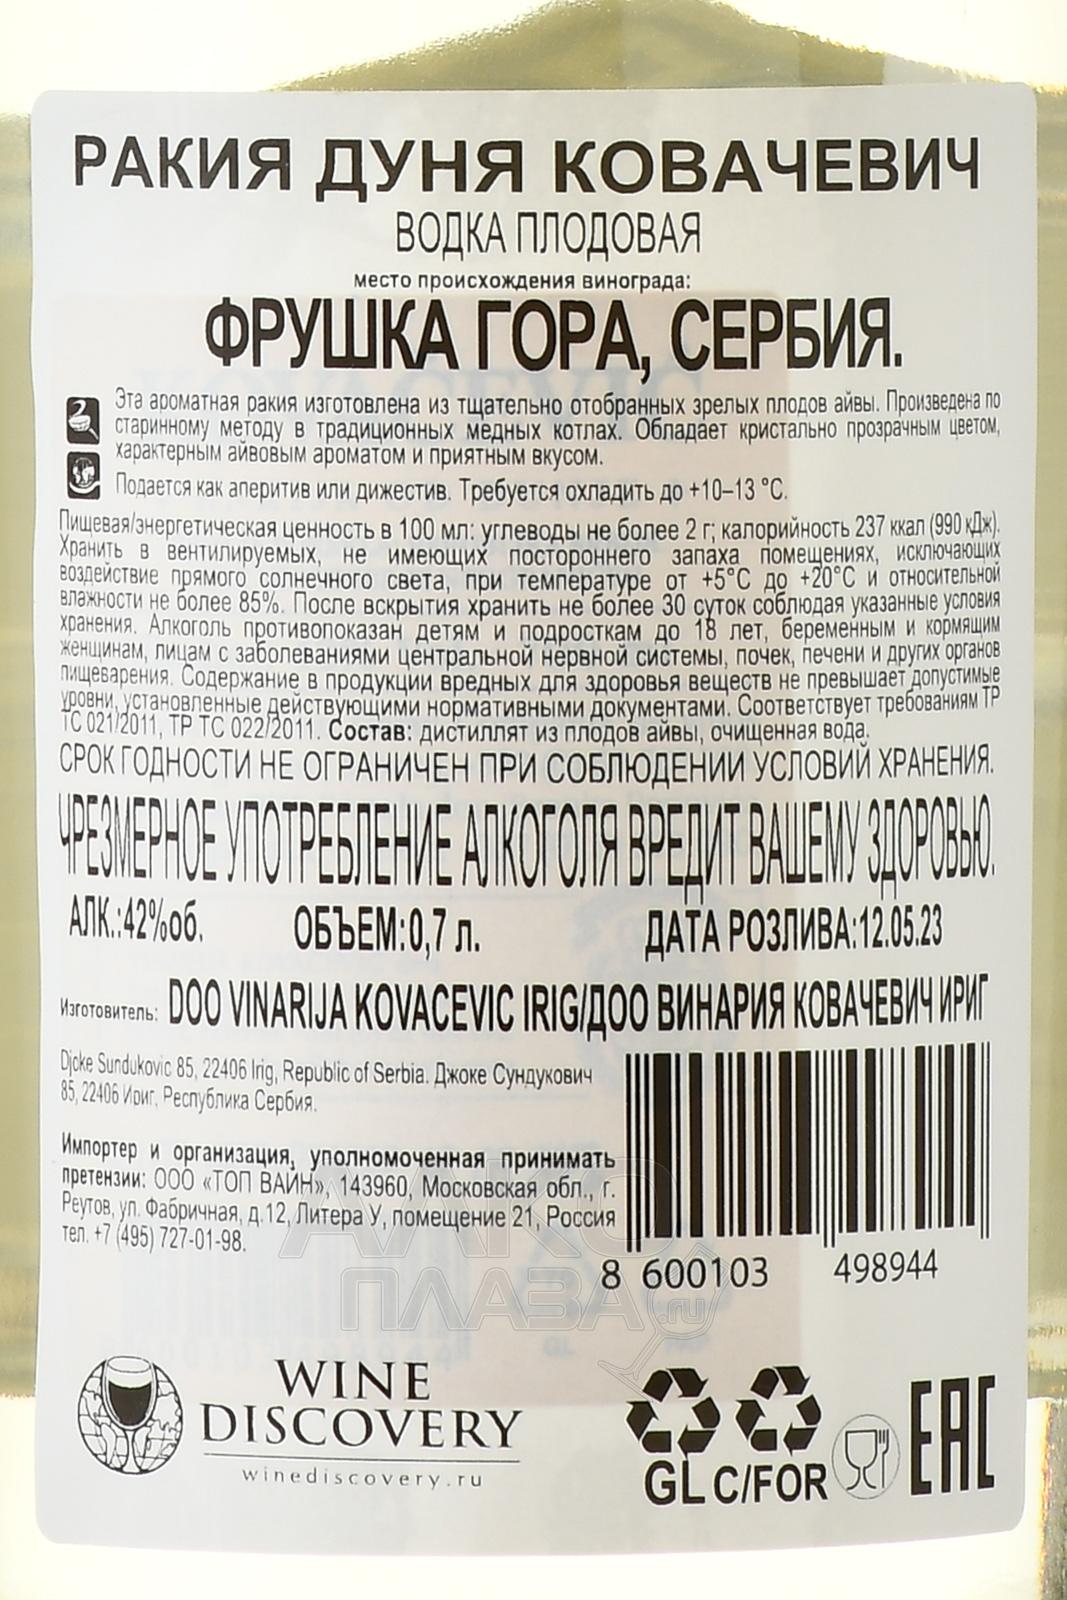 РАКИЯ ДУНЯ КОВАЧЕВИЧ
ВОДКА ПЛОДОВАЯ
место происхождения винограда:
ФРУШКА ГОРА, СЕРБИЯ.
Эта ароматная ракия изготовлена из тщательно отобранных зрелых плодов айвы. Произведена по
старинному методу в традиционных медных котлах. Обладает кристально прозрачным цветом,
характерным айвовым ароматом и приятным вкусом.
Подается как аперитив или дижестив. Требуется охладить до +10–13 °С.
Пищевая/энергетическая ценность в 100 мл: углеводы не более 2 г; калорийность 237 ккал (990 кДж).
Хранить в вентилируемых, не имеющих постороннего запаха помещениях, исключающих
воздействие прямого солнечного света, при температуре от +5°С до +20°С и относительной
влажности не более 85%. После вскрытия хранить не более 30 суток соблюдая указанные условия
хранения. Алкоголь противопоказан детям и подросткам до 18 лет, беременным и кормящим
женщинам, лицам с заболеваниями центральной нервной системы, почек, печени и других органов
пищеварения. Содержание в продукции вредных для здоровья веществ не превышает допустимые
уровни, установленные действующими нормативными документами. Соответствует требованиям ТР
ТС 021/2011, ТР ТС 022/2011. Состав: дистиллят из плодов айвы, очищенная вода.
СРОК ГОДНОСТИ НЕ ОГРАНИЧЕН ПРИ СОБЛЮДЕНИИ УСЛОВИЙ ХРАНЕНИЯ.
ЧРЕЗМЕРНОЕ УПОТРЕБЛЕНИЕ АЛКОГОЛЯ ВРЕДИТ ВАШЕМУ ЗДОРОВЬЮ.
АЛК.:42%об. ОБЪЕМ:0,7 л. ДАТА РОЗЛИВА:12.05.23
Изготовитель: DOO VINARIJA KOVACEVIC IRIG/ДОО ВИНАРИЯ КОВАЧЕВИЧ ИРИГ
Djoke Sundukovic 85, 22406 Irig, Republic of Serbia. Джоке Сундукович
85, 22406 Ириг, Республика Сербия.
Импортер и организация, уполномоченная принимать
претензии: ООО «ТОП ВАЙН», 143960, Московская обл., г.
Реутов, ул. Фабричная, д.12, Литера У, помещение 21, Россия
тел. +7 (495) 727-01-98.
8 600103 498944
АЛКО
ПЛАЗА.ru
WINE
DISCOVERY
winediscovery.ru
GL C/FOR
EAC